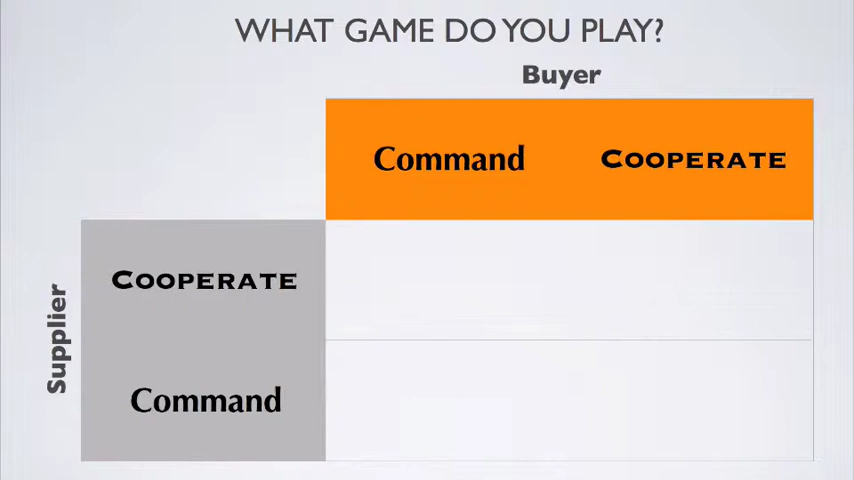 WHAT GAME DO YOU PLAY?
Buyer
Command COOPERATE
COOPERATE
Supplier
Command